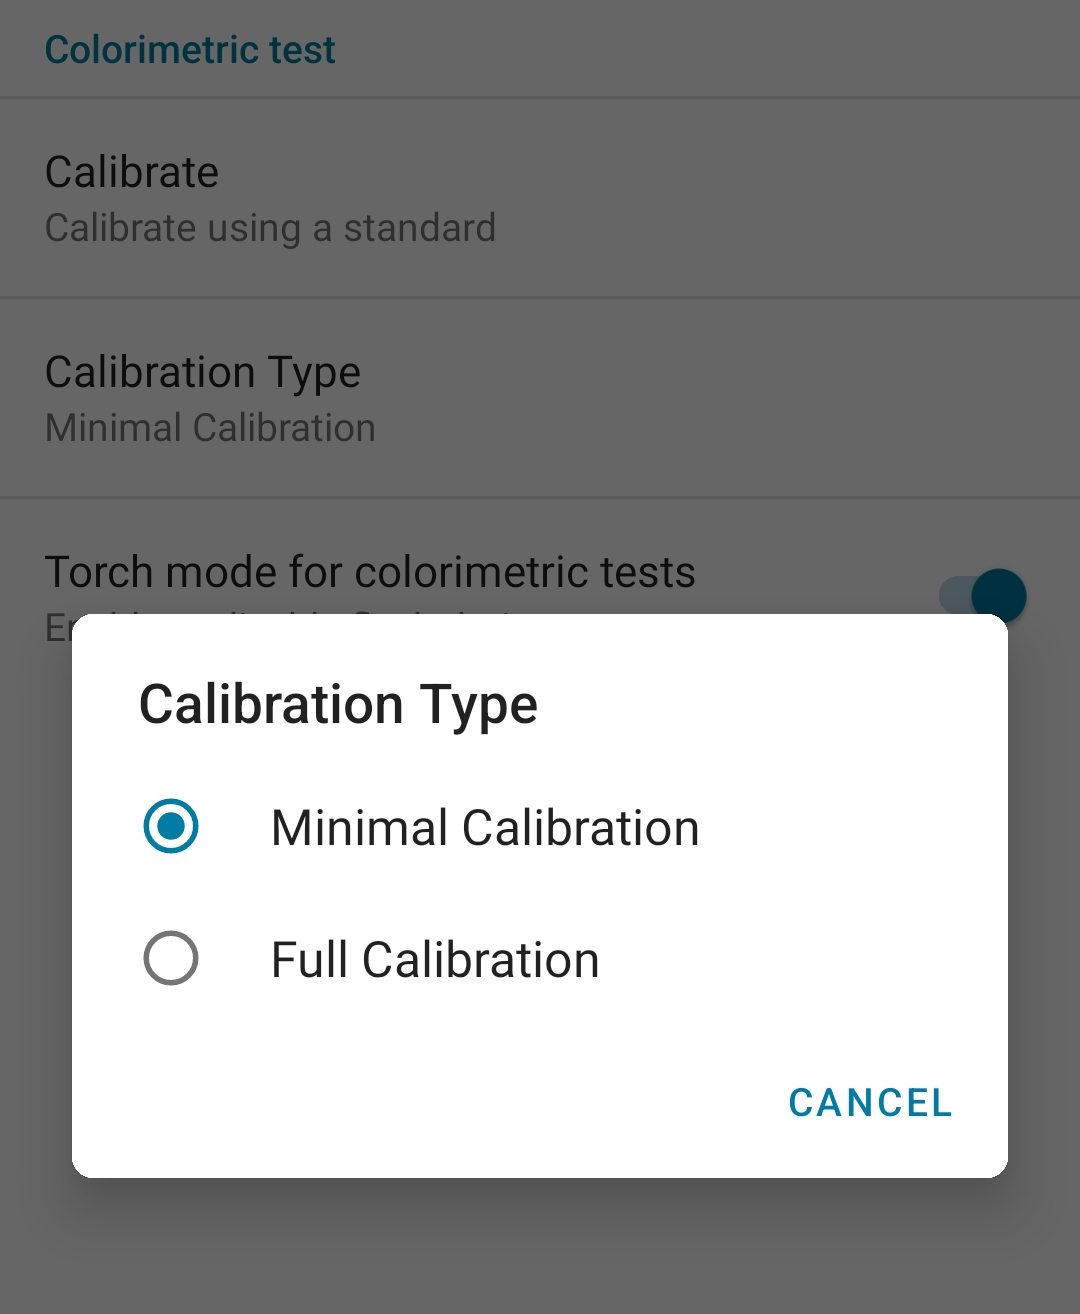 Colorimetric test
Calibrate
Calibrate using a standard
Calibration Type
Minimal Calibration
Torch mode for colorimetric tests
Calibration Type
Minimal Calibration
Full Calibration
CANCEL